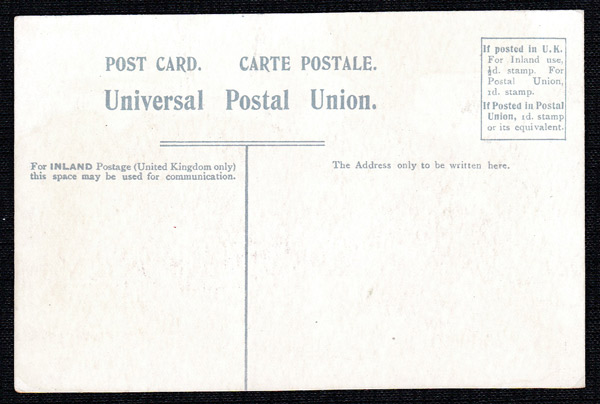 POST CARD. CARTE POSTALE.
Universal Postal Union.
If posted in U.K.
For Inland use,
½d. stamp. For
Postal Union,
1d. stamp.
If Posted in Postal
Union, 1d. stamp
or its equivalent.
For INLAND Postage (United Kingdom only)
this space may be used for communication.
The Address only to be written here.